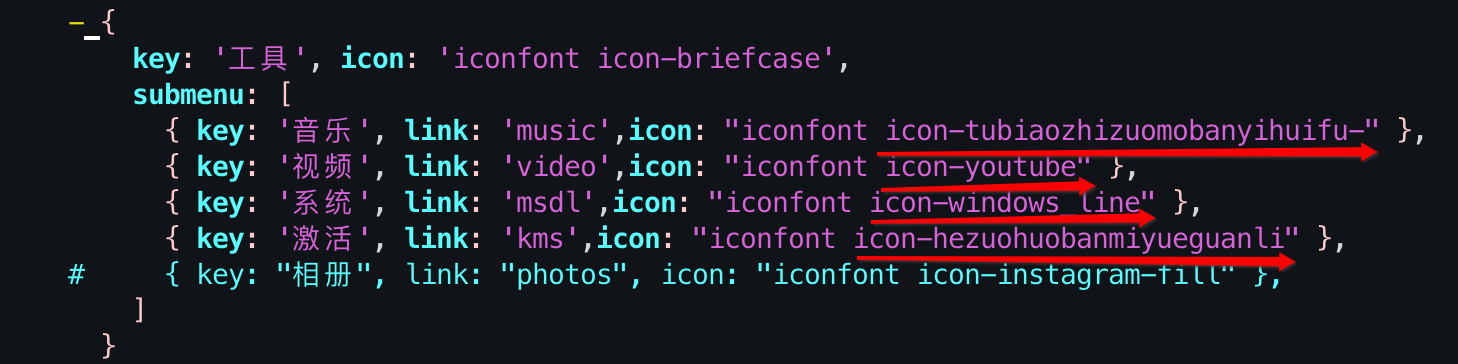 - {
key: '工具', icon: 'iconfont icon-briefcase',
submenu: [
{ key: '音乐', link: 'music',icon: "iconfont icon-tubiaozhizuomobanyihuifu-" },
{ key: '视频', link: 'video',icon: "iconfont icon-youtube" },
{ key: '系统', link: 'msdl',icon: "iconfont icon-windows_line" },
{ key: '激活', link: 'kms',icon: "iconfont icon-hezuohuobanmiyueguanli" },
# { key: "相册", link: "photos", icon: "iconfont icon-instagram-fill" },
]
}